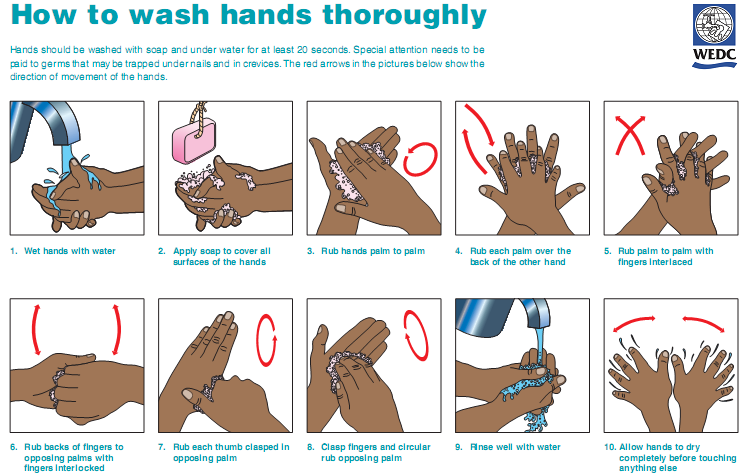 How to wash hands thoroughly
WEDC
Hands should be washed with soap and under water for at least 20 seconds. Special attention needs to be
paid to germs that may be trapped under nails and in crevices. The red arrows in the pictures below show the
direction of movement of the hands.
1. Wet hands with water
2. Apply soap to cover all
surfaces of the hands
3. Rub hands palm to palm
4. Rub each palm over the
back of the other hand
5. Rub palm to palm with
fingers interlaced
6. Rub backs of fingers to
opposing palms with
fingers interlocked
7. Rub each thumb clasped in
opposing palm
8. Clasp fingers and circular
rub opposing palm
9. Rinse well with water
10. Allow hands to dry
completely before touching
anything else